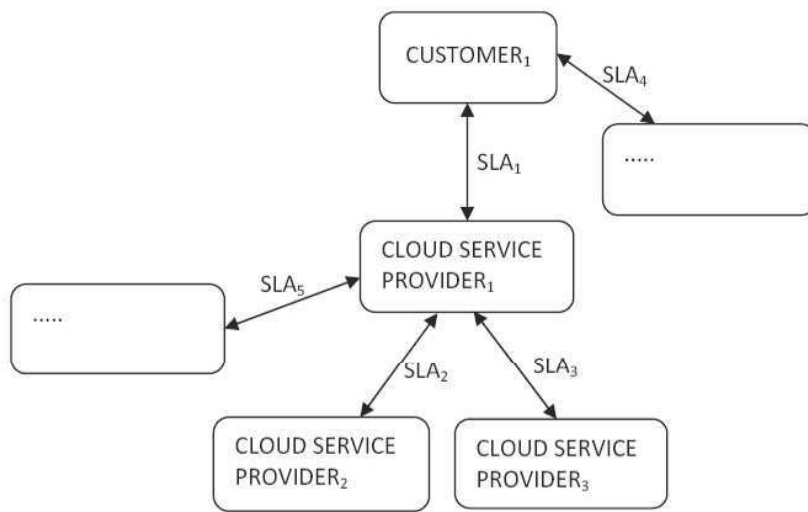 CUSTOMER₁
SLA₄
.....
SLA₁
CLOUD SERVICE
PROVIDER₁
SLA₅
.....
SLA₂
SLA₃
CLOUD SERVICE
PROVIDER₂
CLOUD SERVICE
PROVIDER₃